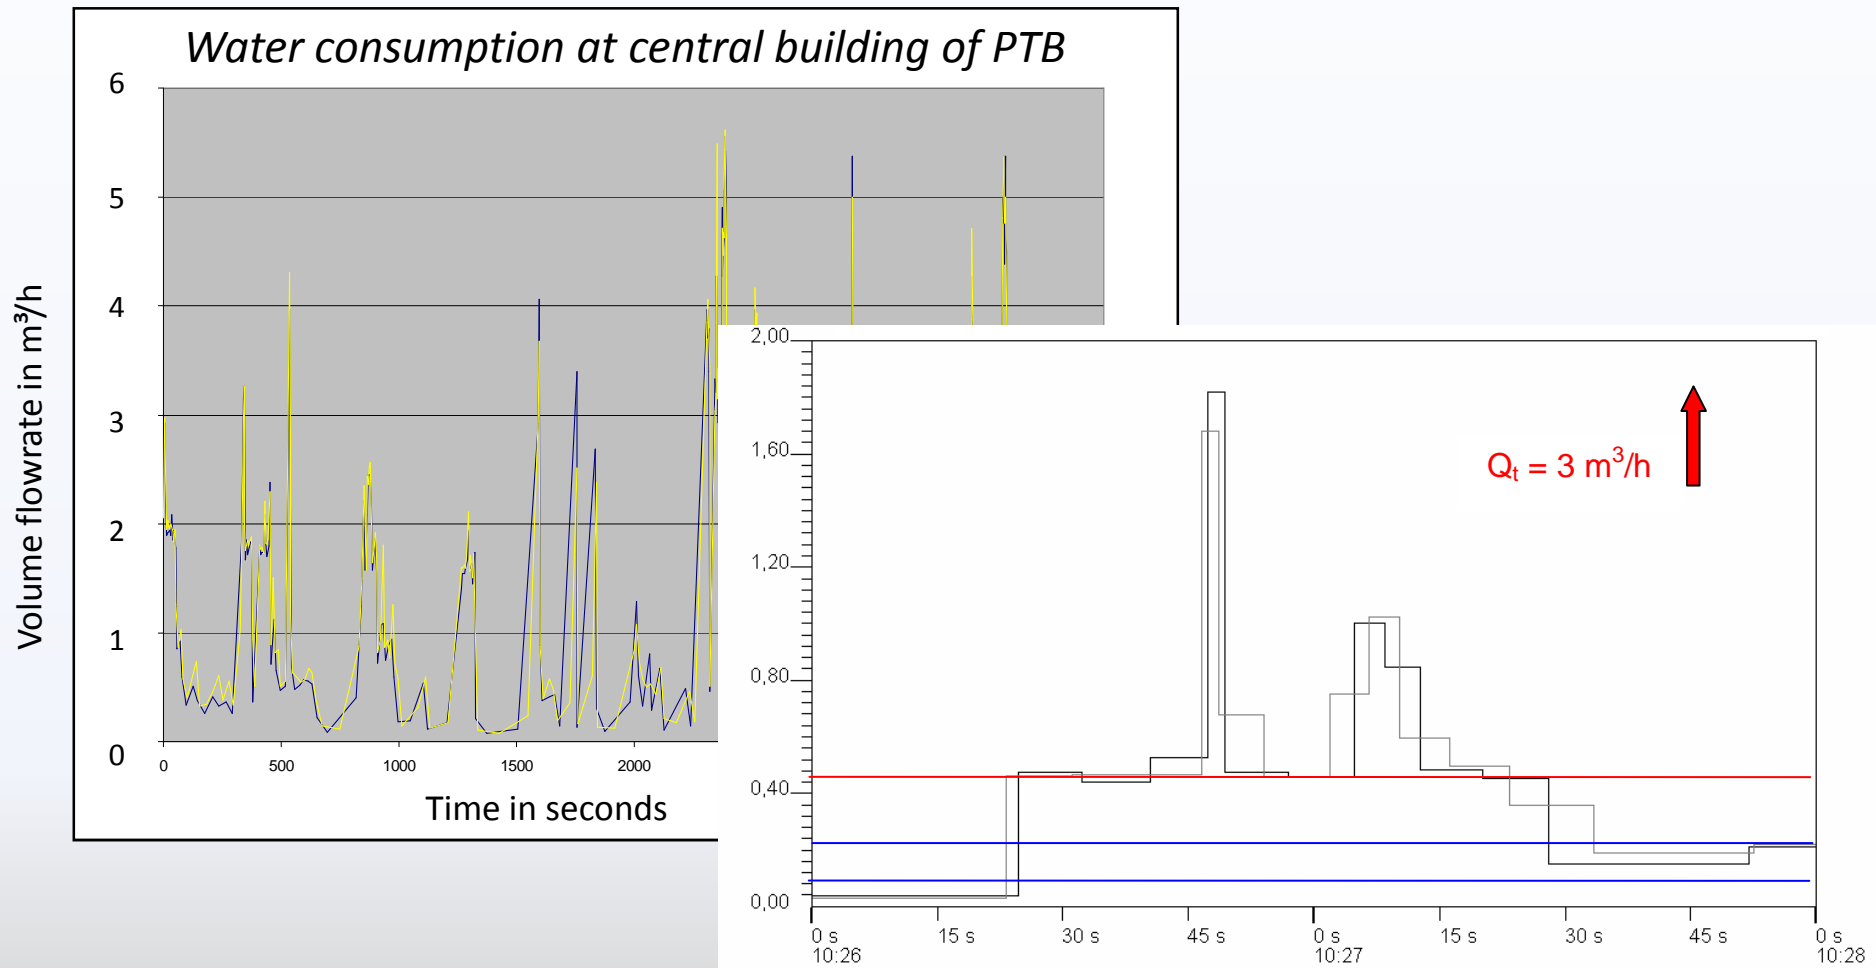 Water consumption at central building of PTB
Volume flowrate in m³/h
6
5
4
3
2
1
0
0 500 1000 1500 2000
Time in seconds
2,00
1,60
1,20
0,80
0,40
0,00
Qt = 3 m³/h
0 s 15 s 30 s 45 s 0 s 15 s 30 s 45 s 0 s
10:26 10:27 10:28